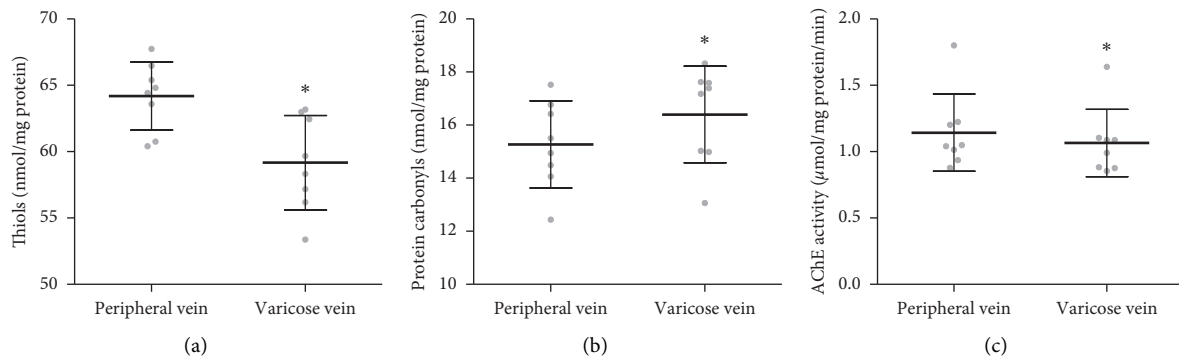 Thiols (nmol/mg protein)
70
65
60
55
50
*
Peripheral vein
Varicose vein
(a)
Protein carbonyls (nmol/mg protein)
20
18
16
14
12
10
*
Peripheral vein
Varicose vein
(b)
AChE activity (μmol/mg protein/min)
2.0
1.5
1.0
0.5
0.0
*
Peripheral vein
Varicose vein
(c)